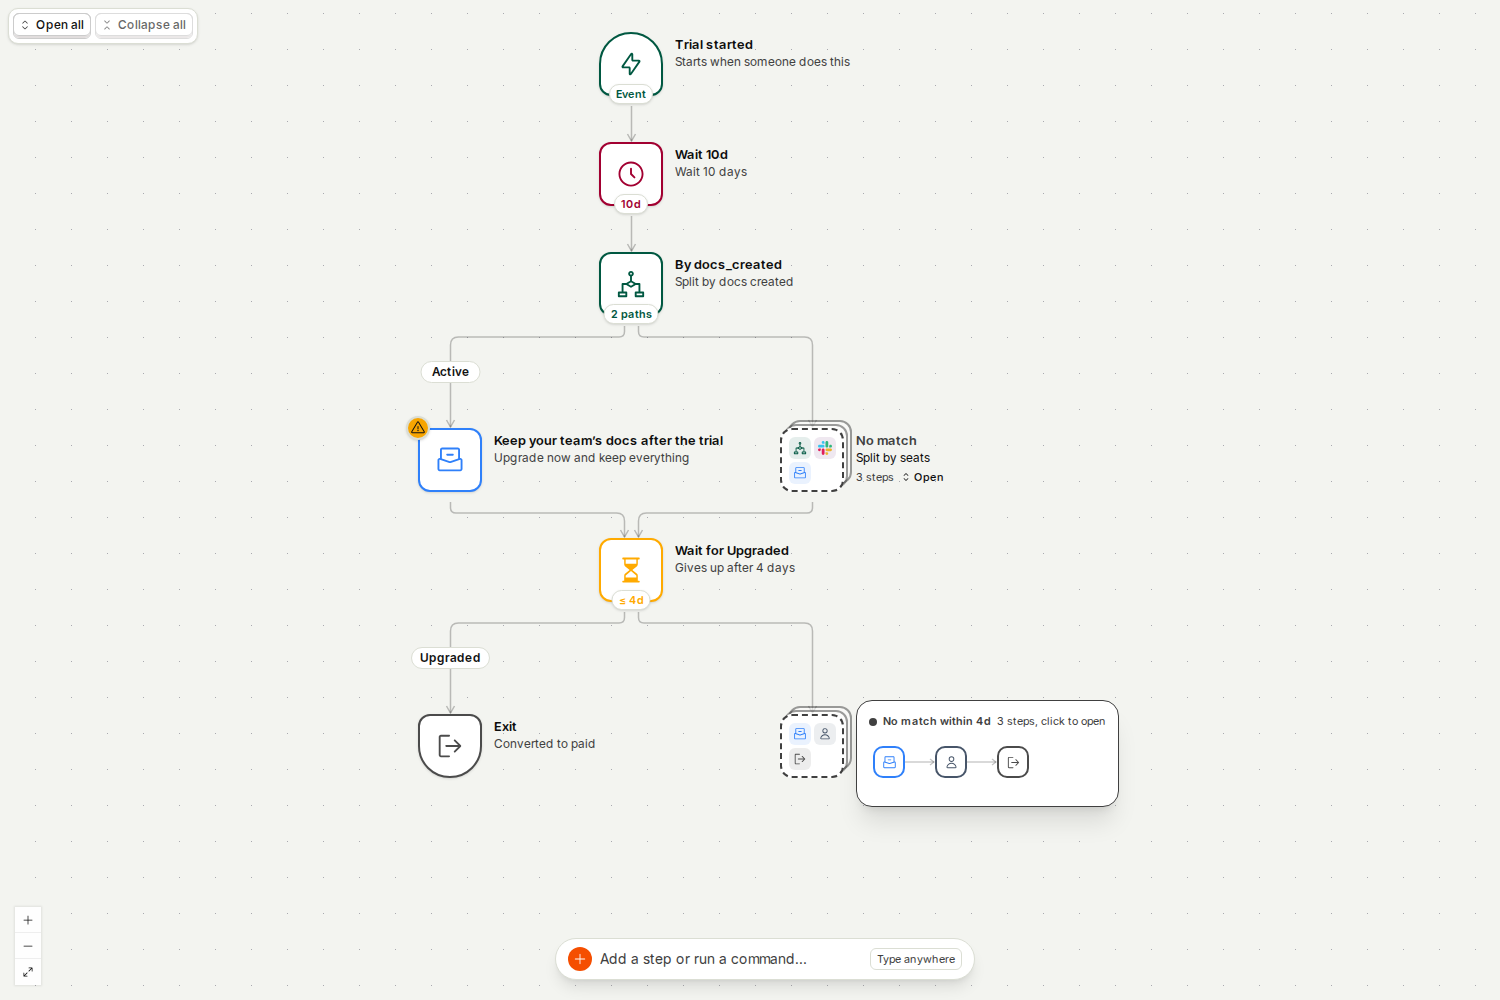 Open all
Collapse all
Trial started
Starts when someone does this
Event
Wait 10d
Wait 10 days
10d
By docs_created
Split by docs created
2 paths
Active
Keep your team's docs after the trial
Upgrade now and keep everything
No match
Split by seats
3 steps
Open
Wait for Upgraded
Gives up after 4 days
≤ 4d
Upgraded
Exit
Converted to paid
No match within 4d 3 steps, click to open
Add a step or run a command...
Type anywhere